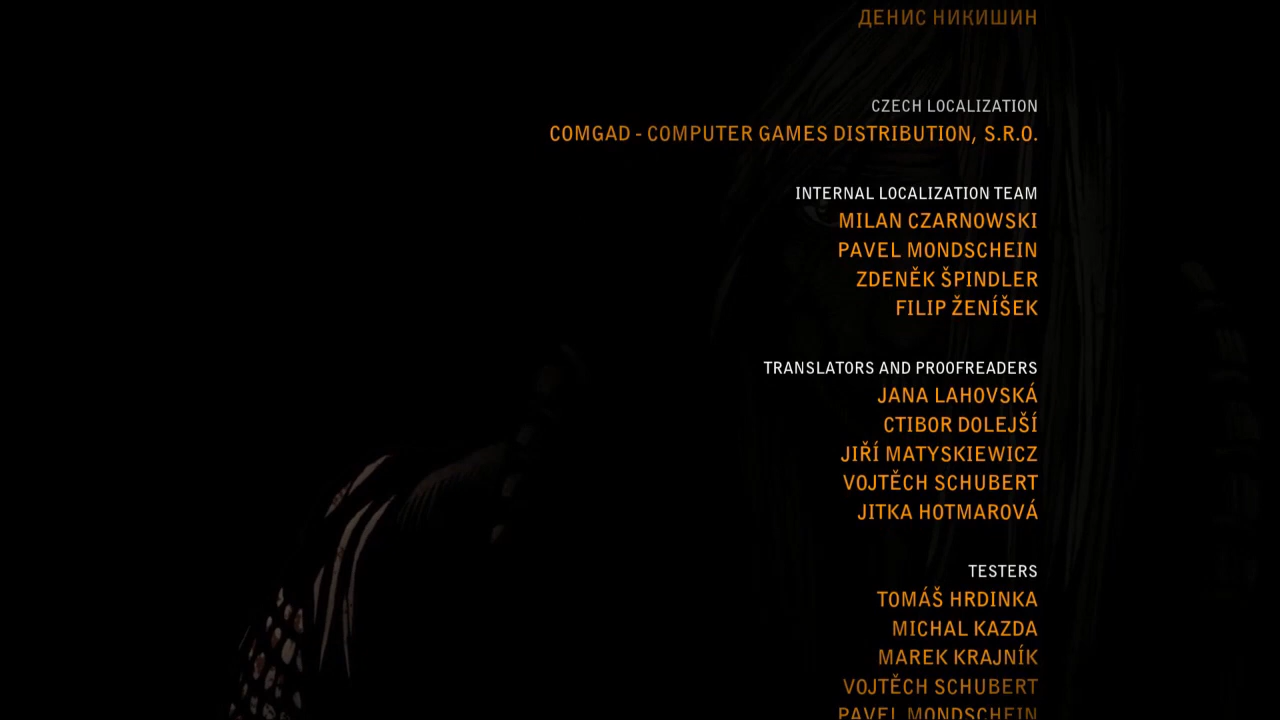 ДЕНИС НИКИШИН
CZECH LOCALIZATION
COMGAD - COMPUTER GAMES DISTRIBUTION, S.R.O.
INTERNAL LOCALIZATION TEAM
MILAN CZARNOWSKI
PAVEL MONDSCHEIN
ZDENĚK ŠPINDLER
FILIP ŽENÍŠEK
TRANSLATORS AND PROOFREADERS
JANA LAHOVSKÁ
CTIBOR DOLEJŠÍ
JIŘÍ MATYSKIEWICZ
VOJTĚCH SCHUBERT
JITKA HOTMAROVÁ
TESTERS
TOMÁŠ HRDINKA
MICHAL KAZDA
MAREK KRAJNÍK
VOJTĚCH SCHUBERT
PAVEL MONDSCHEIN